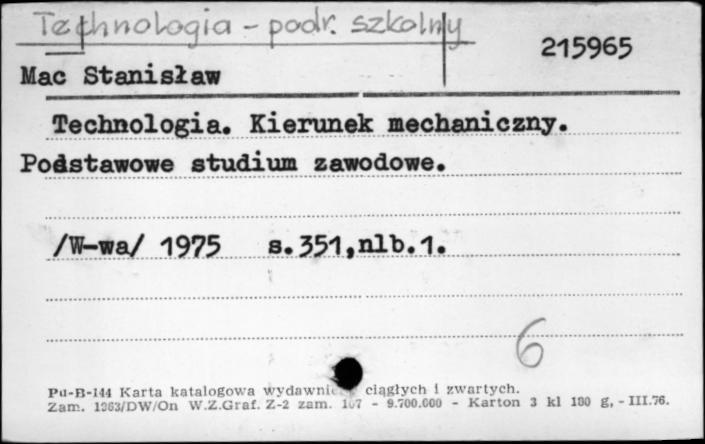 Technologia - podr. szkolny
215965
Mac Stanisław
Technologia. Kierunek mechaniczny.
Podstawowe studium zawodowe.
/W-wa/ 1975 s.351,nlb.1.
6
Pu-B-144 Karta katalogowa ciągłych i zwartych.
Zam. 1263/DW/On W.Z.Graf. Z-2 zam. - 9.700.000 - Karton 3 kl 180 g, - III.76.